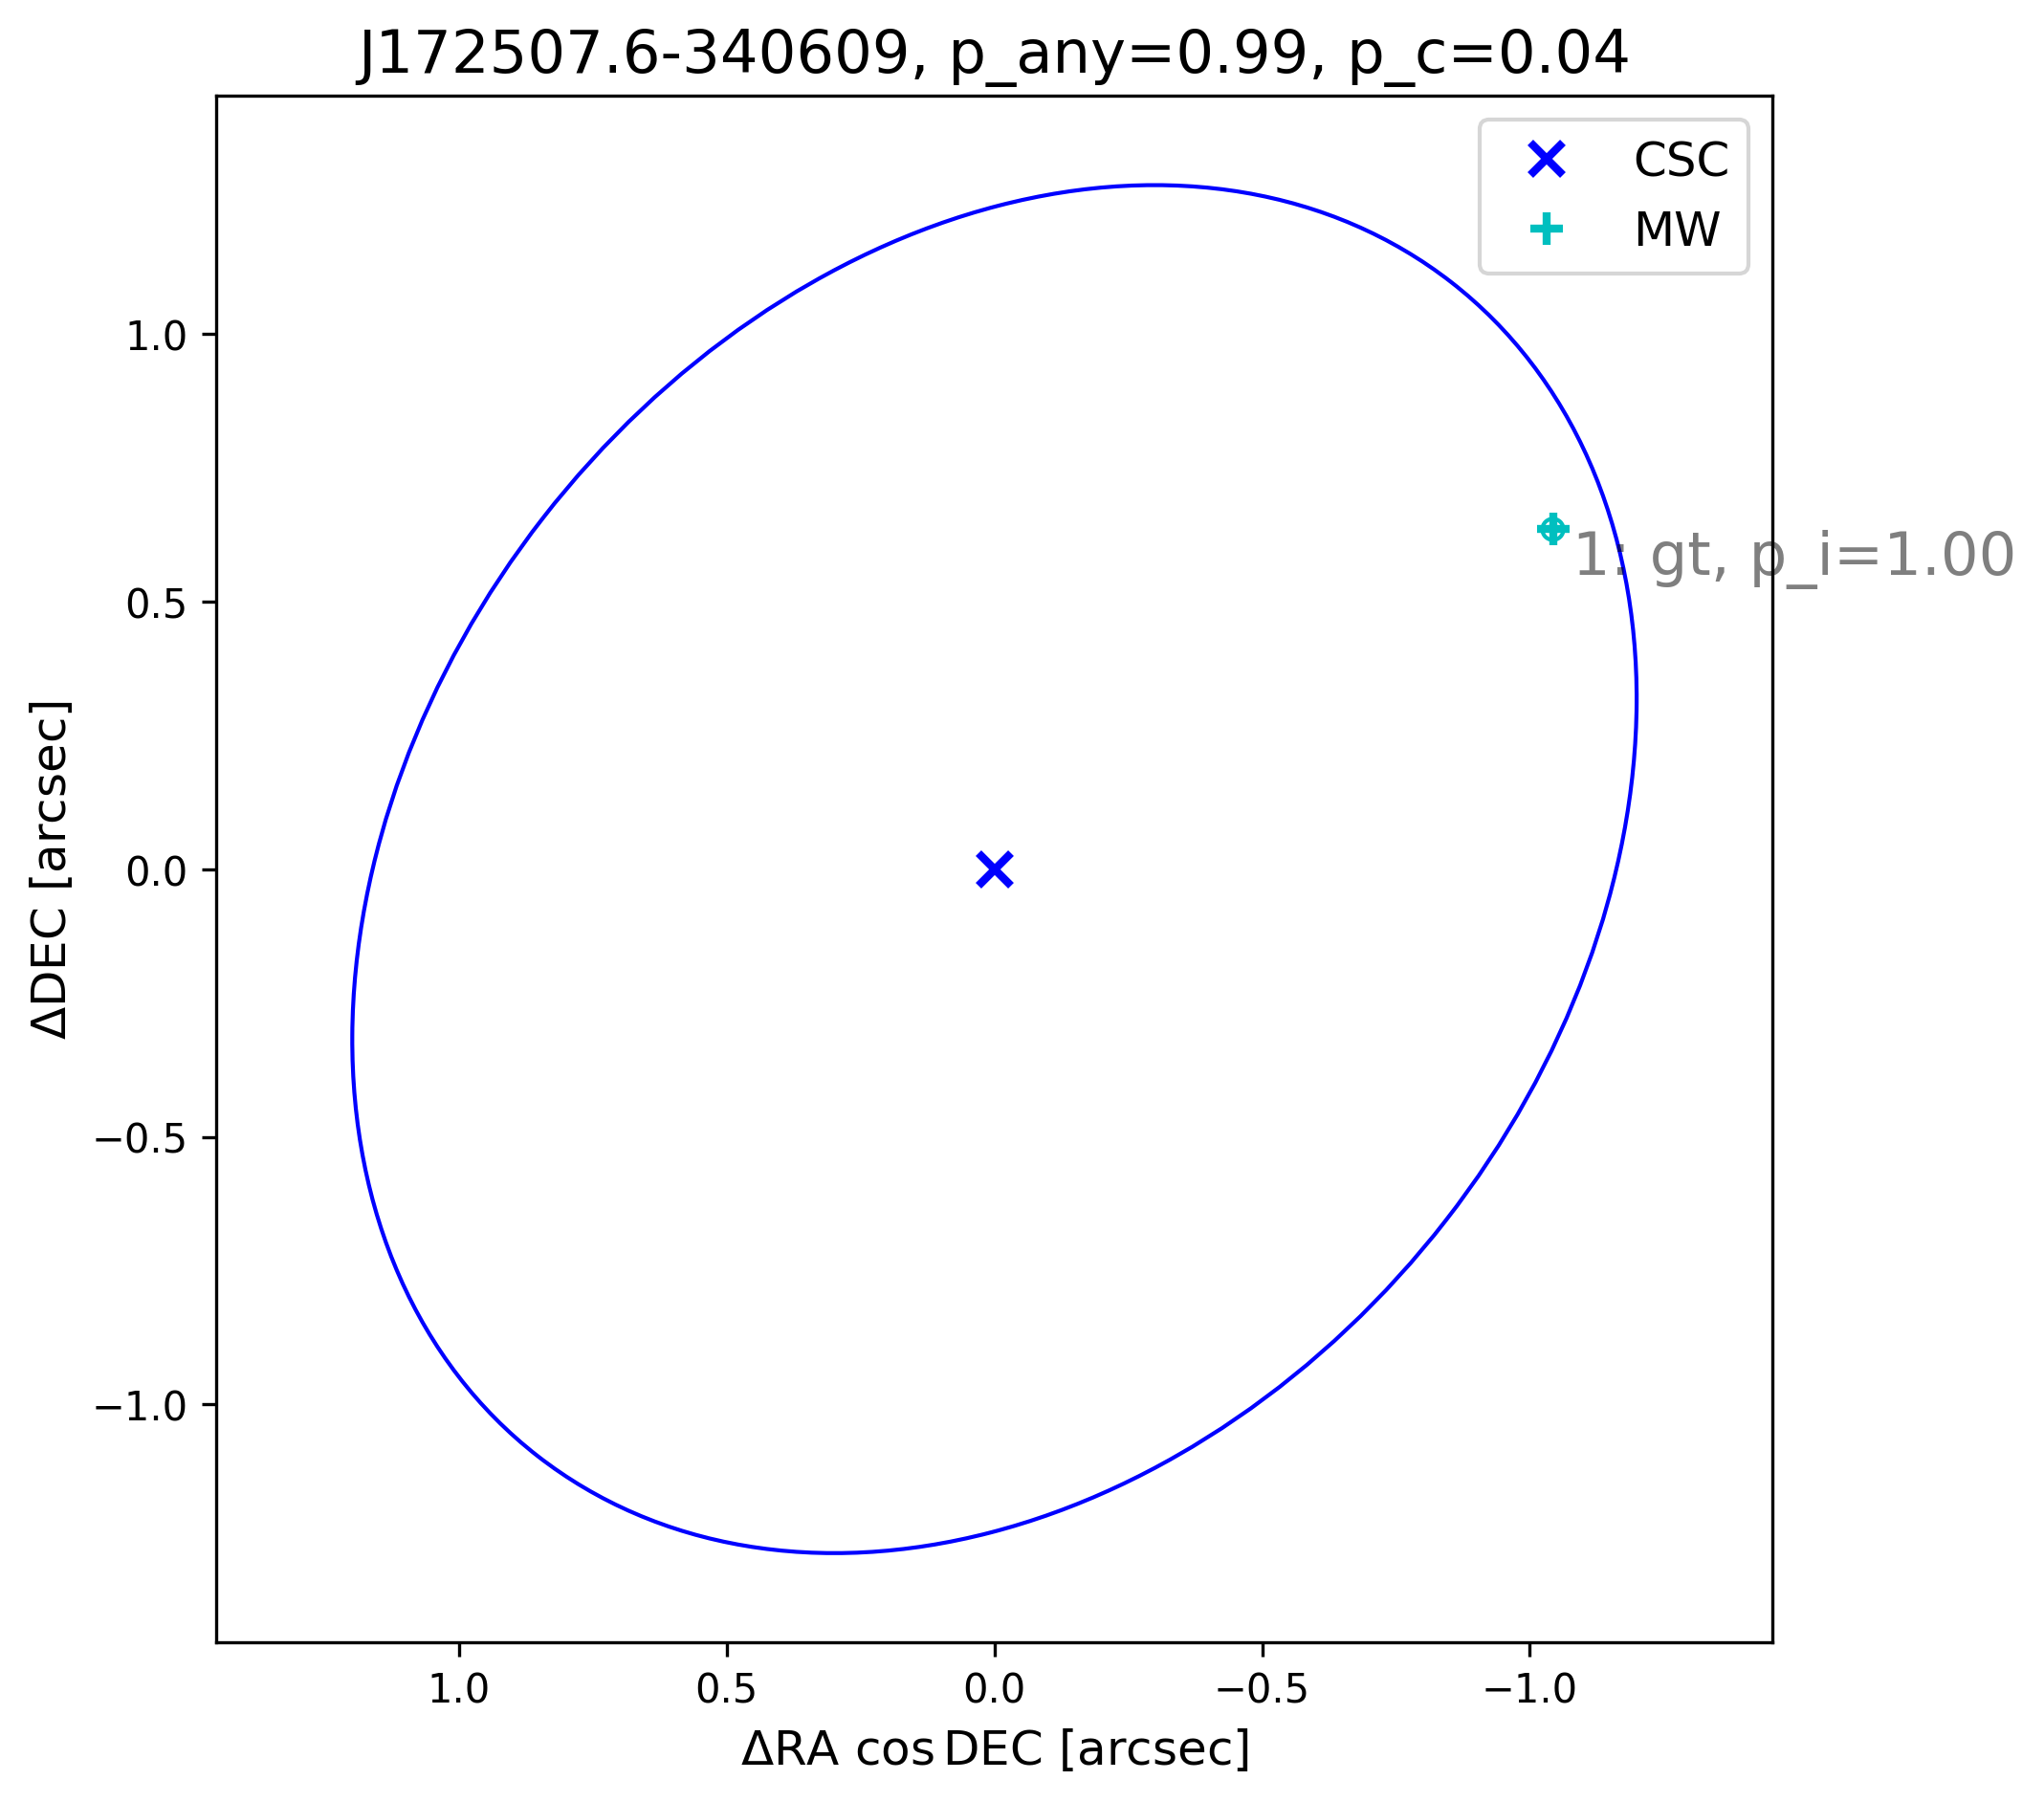 J172507.6-340609, p_any=0.99, p_c=0.04
CSC
MW
1: gt, p_i=1.00
1.0
0.5
0.0
−0.5
−1.0
ΔDEC [arcsec]
1.0 0.5 0.0 −0.5 −1.0
ΔRA cos DEC [arcsec]